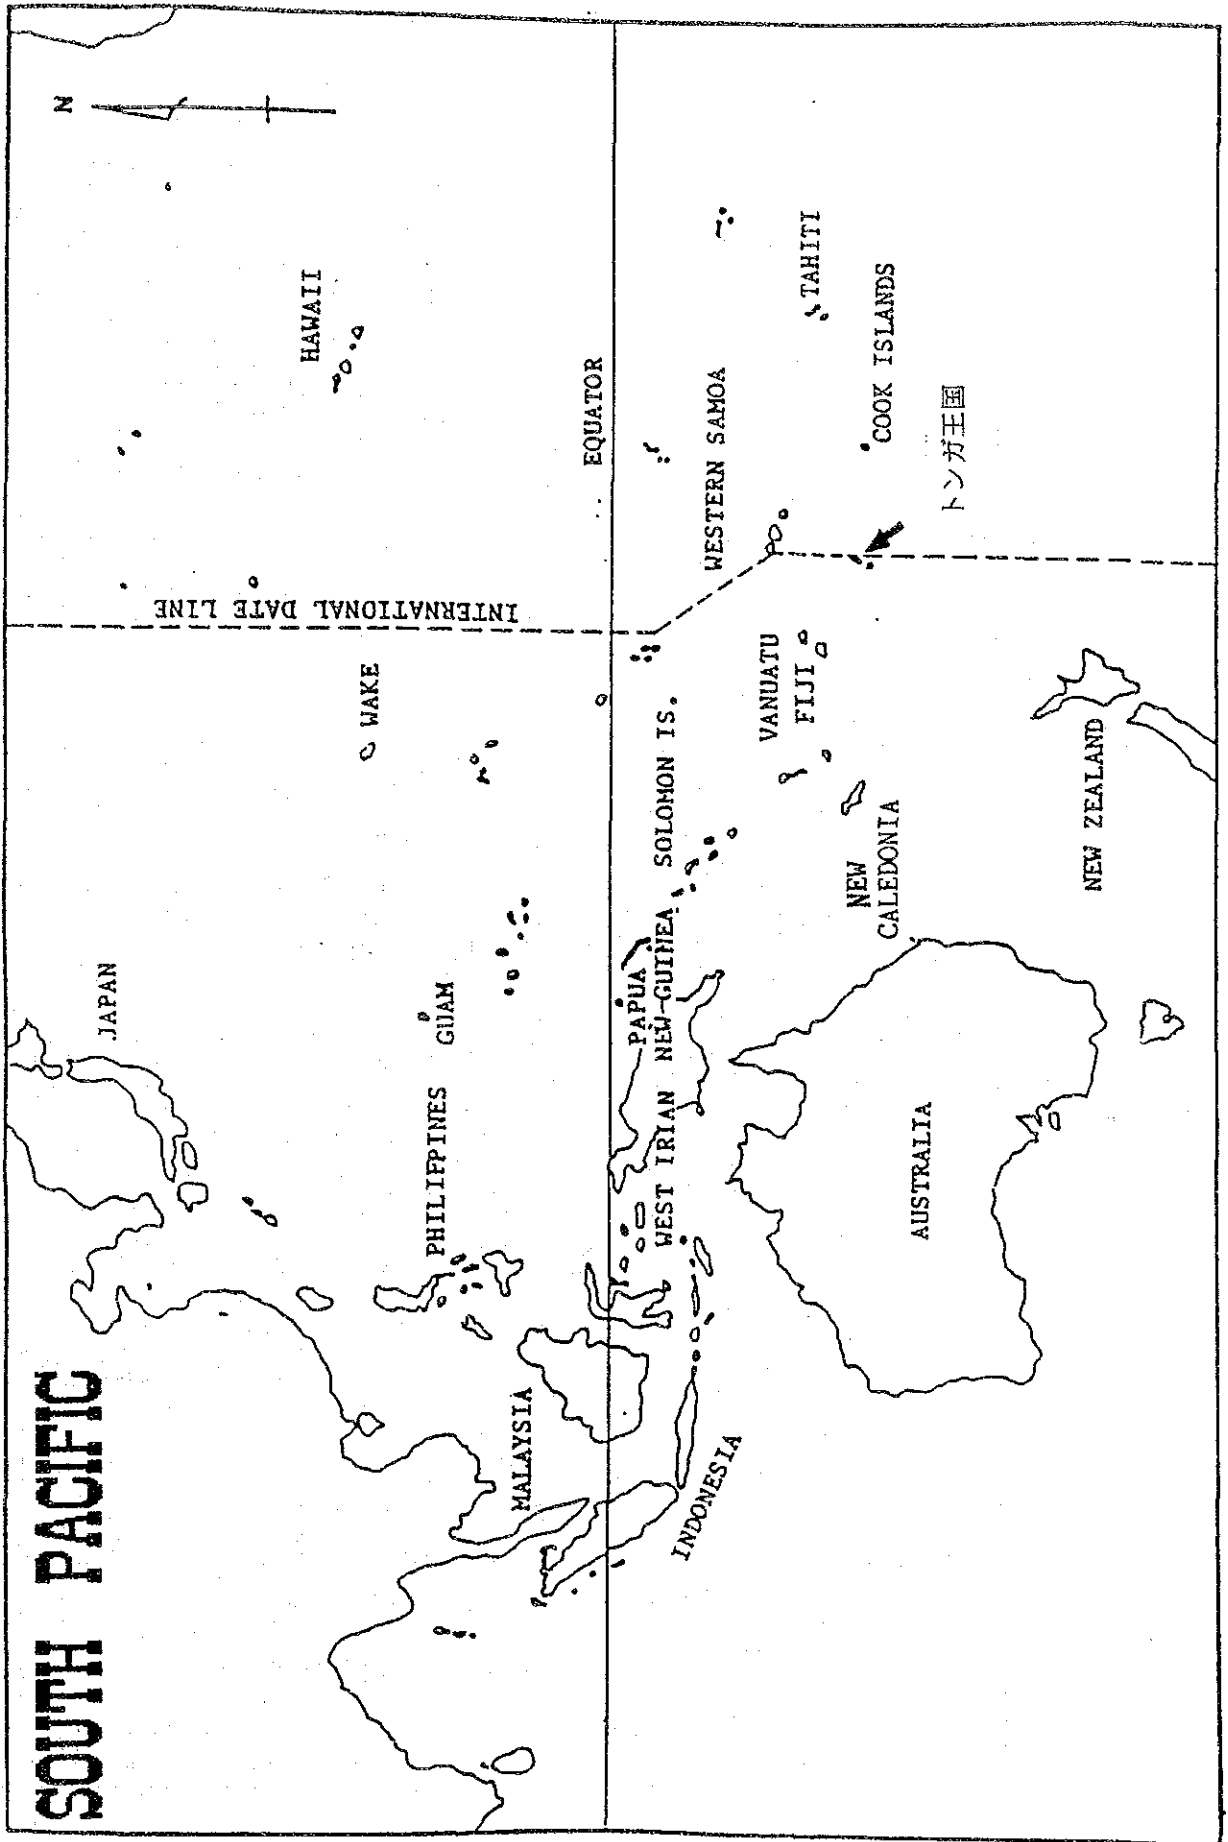 SOUTH PACIFIC
N
JAPAN
HAWAII
INTERNATIONAL DATE LINE
WAKE
GUAM
PHILIPPINES
MALAYSIA
EQUATOR
PAPUA
WEST IRIAN NEW-GUINEA SOLOMON IS.
INDONESIA
WESTERN SAMOA
VANUATU
FIJI
TAHITI
COOK ISLANDS
トンガ王国
NEW
CALEDONIA
AUSTRALIA
NEW ZEALAND